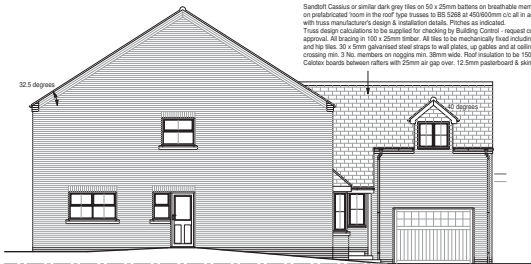 Sandtoft Cassius or similar dark grey tiles on 50 x 25mm battens on breathable mem
on prefabricated 'room in the roof' type trusses to BS 5268 at 450/600mm c/c all in a
with truss manufacturer's design & installation details. Pitches as indicated.
Truss design calculations to be supplied for checking by Building Control - request co
approval. All bracing in 100 x 25mm timber. All tiles to be mechanically fixed including
and hip tiles. 30 x 5mm galvanised steel straps to wall plates, up gables and at ceilin
crossing min. 3 No. members on noggins min. 38mm wide. Roof insulation to be 150
Celotex boards between rafters with 25mm air gap over. 12.5mm pasterboard & skin
32.5 degrees
40 degrees